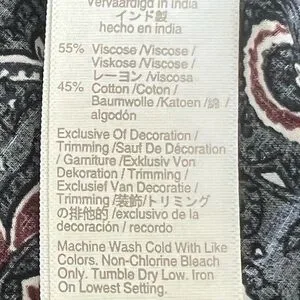 Vervaardigd in India
インド製
hecho en india
55% Viscose /Viscose /
Viskose /Viscose /
レーヨン /viscosa
45% Cotton /Coton /
Baumwolle /Katoen /綿 /
algodón
Exclusive Of Decoration /
Trimming /Sauf De Décoration
/ Garniture /Exklusiv Von
Dekoration / Trimming /
Exclusief Van Decoratie /
Trimming /装飾/トリミング
の排他的 /exclusivo de la
decoración / recorado
Machine Wash Cold With Like
Colors. Non-Chlorine Bleach
Only. Tumble Dry Low. Iron
On Lowest Setting.